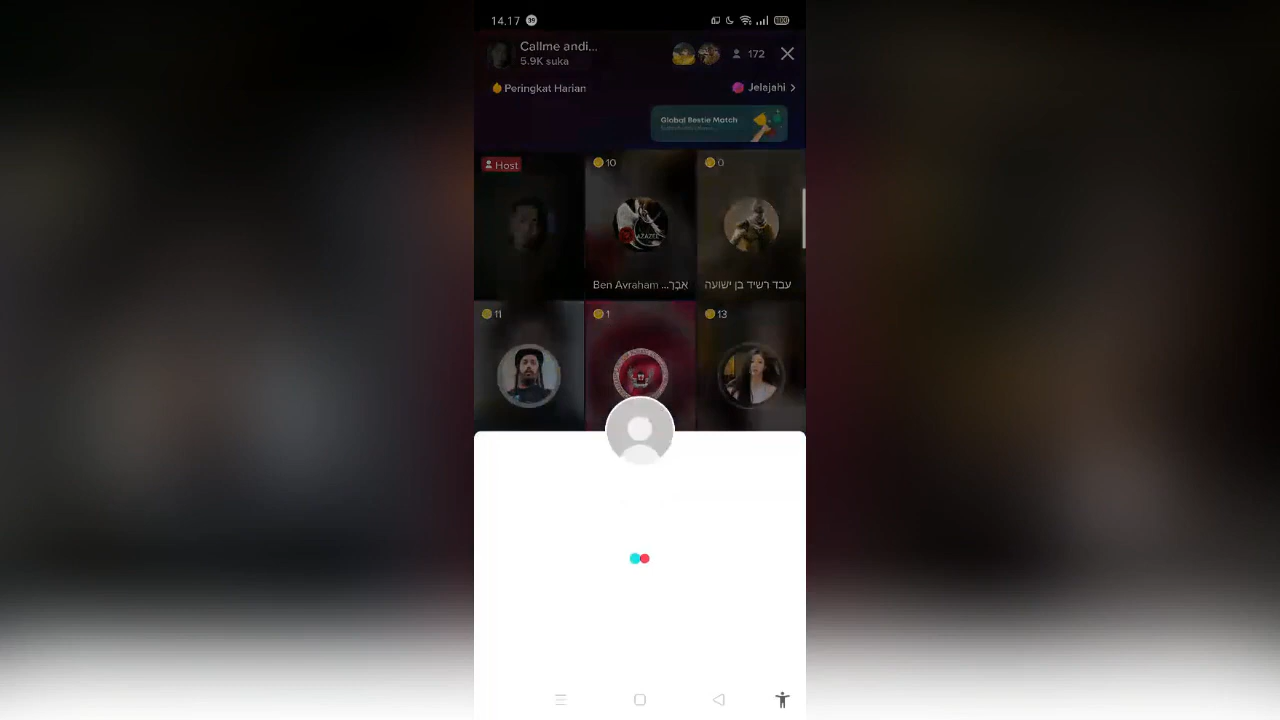 14.17
Callme andi...
5.9K suka
172
Peringkat Harian
Jelajahi
Global Bestie Match
Host
10
0
Ben Avraham ...אִבְרָ
עבד רשיד בן ישועה
11
1
13